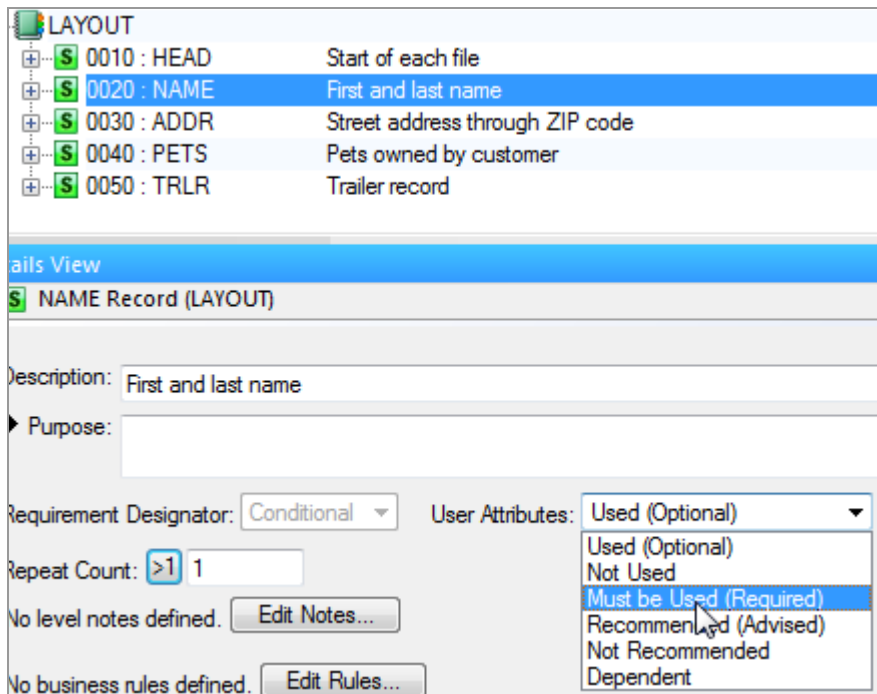 LAYOUT
S 0010 : HEAD Start of each file
S 0020 : NAME First and last name
S 0030 : ADDR Street address through ZIP code
S 0040 : PETS Pets owned by customer
S 0050 : TRLR Trailer record
ails View
S NAME Record (LAYOUT)
Description: First and last name
Purpose:
Requirement Designator: Conditional User Attributes: Used (Optional)
Used (Optional)
Repeat Count: >1 1
Not Used
Must be Used (Required)
No level notes defined. Edit Notes...
Recommended (Advised)
Not Recommended
No business rules defined. Edit Rules...
Dependent